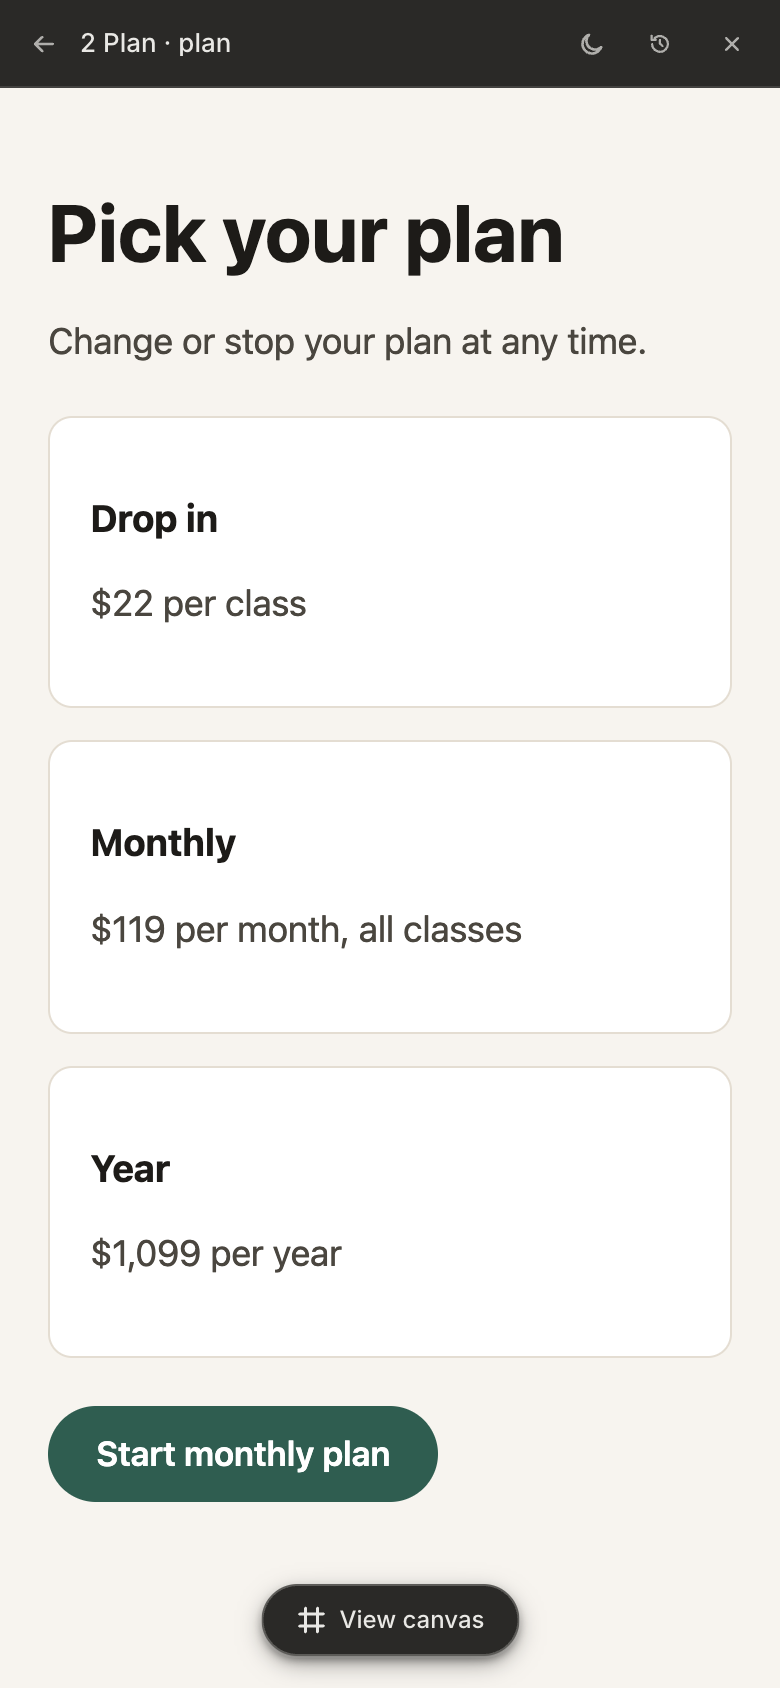 2 Plan · plan
Pick your plan
Change or stop your plan at any time.
Drop in
$22 per class
Monthly
$119 per month, all classes
Year
$1,099 per year
Start monthly plan
View canvas